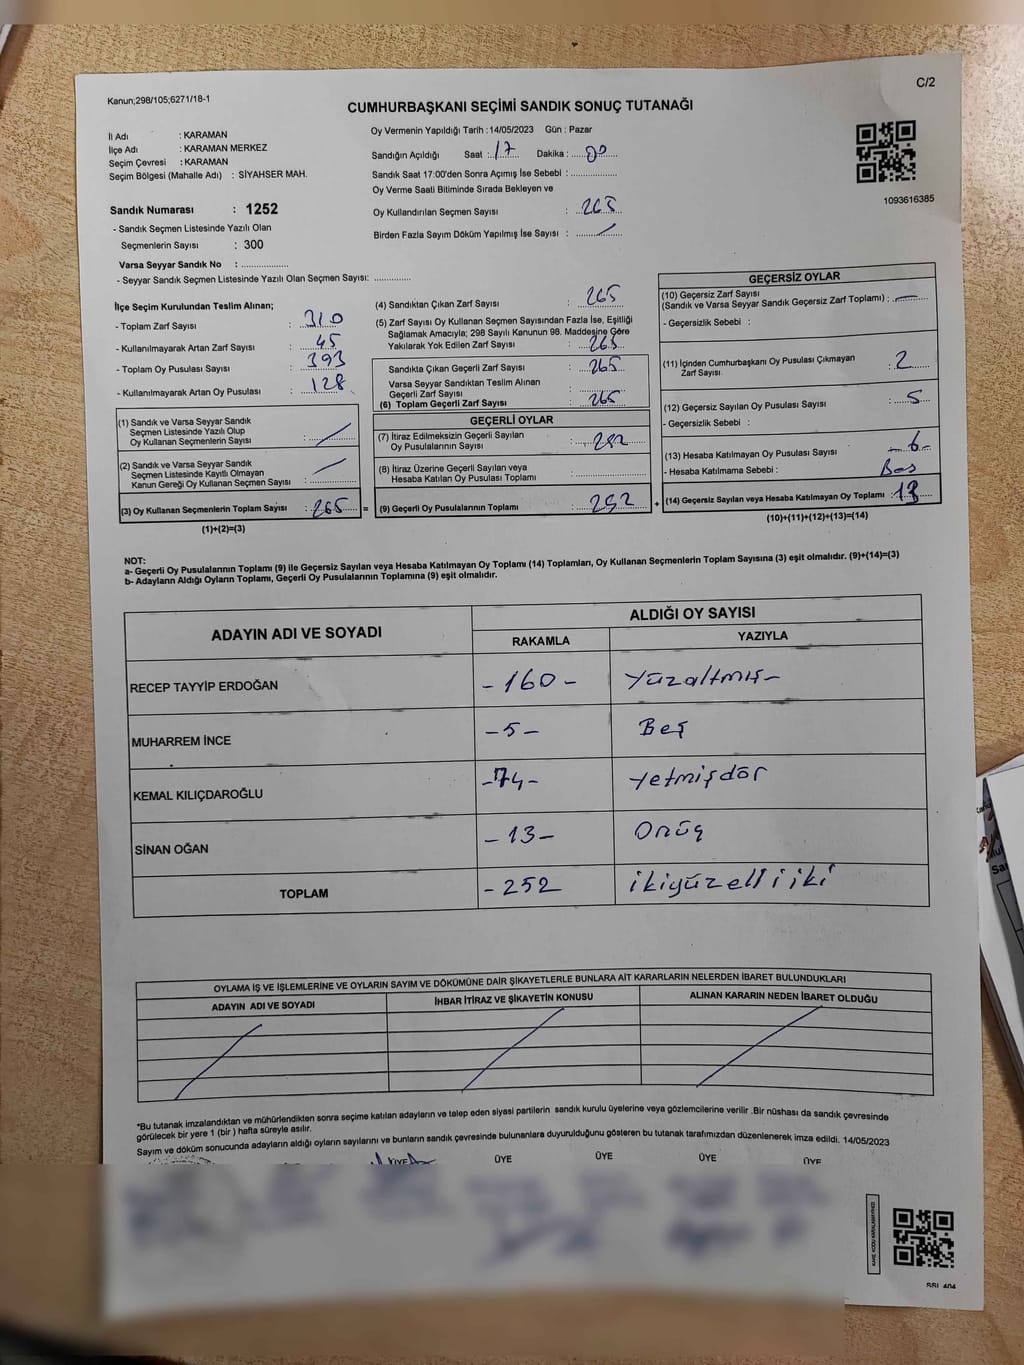 Kanun;298/105;6271/18-1
C/2
CUMHURBAŞKANI SEÇİMİ SANDIK SONUÇ TUTANAĞI
İl Adı : KARAMAN
İlçe Adı : KARAMAN MERKEZ
Seçim Çevresi : KARAMAN
Seçim Bölgesi (Mahalle Adı) : SİYAHSER MAH.
Sandık Numarası : 1252
- Sandık Seçmen Listesinde Yazılı Olan
Seçmenlerin Sayısı : 300
Varsa Seyyar Sandık No : ..................
- Seyyar Sandık Seçmen Listesinde Yazılı Olan Seçmen Sayısı: .............
Oy Vermenin Yapıldığı Tarih : 14/05/2023 Gün : Pazar
Sandığın Açıldığı Saat : 17 Dakika : 00
Sandık Saat 17:00'den Sonra Açımış İse Sebebi : ................
Oy Verme Saati Bitiminde Sırada Bekleyen ve
Oy Kullandırılan Seçmen Sayısı : 265
Birden Fazla Sayım Döküm Yapılmış İse Sayısı :
1093616385
İlçe Seçim Kurulundan Teslim Alınan;
- Toplam Zarf Sayısı : 310
- Kullanılmayarak Artan Zarf Sayısı : 45
- Toplam Oy Pusulası Sayısı : 393
- Kullanılmayarak Artan Oy Pusulası : 128
(1) Sandık ve Varsa Seyyar Sandık
Seçmen Listesinde Yazılı Olup
Oy Kullanan Seçmenlerin Sayısı :
(2) Sandık ve Varsa Seyyar Sandık
Seçmen Listesinde Kayıtlı Olmayan
Kanun Gereği Oy Kullanan Seçmen Sayısı :
(3) Oy Kullanan Seçmenlerin Toplam Sayısı : 265 =
(1)+(2)=(3)
(4) Sandıktan Çıkan Zarf Sayısı : 265
(5) Zarf Sayısı Oy Kullanan Seçmen Sayısından Fazla İse, Eşitliği
Sağlamak Amacıyla; 298 Sayılı Kanunun 98. Maddesine Göre
Yakılarak Yok Edilen Zarf Sayısı : 265
Sandıkta Çıkan Geçerli Zarf Sayısı : 265
Varsa Seyyar Sandıktan Teslim Alınan
Geçerli Zarf Sayısı
(6) Toplam Geçerli Zarf Sayısı : 265
GEÇERLİ OYLAR
(7) İtiraz Edilmeksizin Geçerli Sayılan
Oy Pusulalarının Sayısı : 252
(8) İtiraz Üzerine Geçerli Sayılan veya
Hesaba Katılan Oy Pusulası Toplamı :
(9) Geçerli Oy Pusulalarının Toplamı : 252 +
GEÇERSİZ OYLAR
(10) Geçersiz Zarf Sayısı
(Sandık ve Varsa Seyyar Sandık Geçersiz Zarf Toplamı) : —
- Geçersizlik Sebebi :
(11) İçinden Cumhurbaşkanı Oy Pusulası Çıkmayan
Zarf Sayısı : 2
(12) Geçersiz Sayılan Oy Pusulası Sayısı : 5
- Geçersizlik Sebebi :
(13) Hesaba Katılmayan Oy Pusulası Sayısı - 6 -
- Hesaba Katılmama Sebebi : Boş
(14) Geçersiz Sayılan veya Hesaba Katılmayan Oy Toplamı : 13
(10)+(11)+(12)+(13)=(14)
NOT:
a- Geçerli Oy Pusulalarının Toplamı (9) ile Geçersiz Sayılan veya Hesaba Katılmayan Oy Toplamı (14) Toplamları, Oy Kullanan Seçmenlerin Toplam Sayısına (3) eşit olmalıdır. (9)+(14)=(3)
b- Adayların Aldığı Oyların Toplamı, Geçerli Oy Pusulalarının Toplamına (9) eşit olmalıdır.
ADAYIN ADI VE SOYADI
ALDIĞI OY SAYISI
RAKAMLA YAZIYLA
RECEP TAYYİP ERDOĞAN - 160 - Yüzaltmış -
MUHARREM İNCE - 5 - Beş
KEMAL KILIÇDAROĞLU - 74 - Yetmişdör
SİNAN OĞAN - 13 - Onüç
TOPLAM - 252 ikiyüzelliiki
OYLAMA İŞ VE İŞLEMLERİNE VE OYLARIN SAYIM VE DÖKÜMÜNE DAİR ŞİKAYETLERLE BUNLARA AİT KARARLARIN NELERDEN İBARET BULUNDUKLARI
ADAYIN ADI VE SOYADI İHBAR İTİRAZ VE ŞİKAYETİN KONUSU ALINAN KARARIN NEDEN İBARET OLDUĞU
*Bu tutanak imzalandıktan ve mühürlendikten sonra seçime katılan adayların ve talep eden siyasi partilerin sandık kurulu üyelerine veya gözlemcilerine verilir .Bir nüshası da sandık çevresinde
görülecek bir yere 1 (bir ) hafta süreyle asılır.
Sayım ve döküm sonucunda adayların aldığı oyların sayılarını ve bunların sandık çevresinde bulunanlara duyurulduğunu gösteren bu tutanak tarafımızdan düzenlenerek imza edildi. 14/05/2023
ÜYE ÜYE ÜYE ÜYE ÜYE